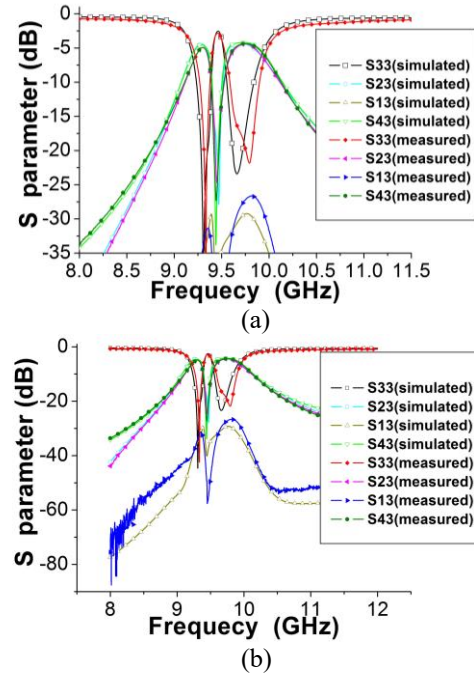 S parameter (dB)
0
-5
-10
-15
-20
-25
-30
-35
8.0 8.5 9.0 9.5 10.0 10.5 11.0 11.5
Frequecy (GHz)
S33(simulated)
S23(simulated)
S13(simulated)
S43(simulated)
S33(measured)
S23(measured)
S13(measured)
S43(measured)
(a)
S parameter (dB)
0
-20
-40
-60
-80
8 9 10 11 12
Frequecy (GHz)
S33(simulated)
S23(simulated)
S13(simulated)
S43(simulated)
S33(measured)
S23(measured)
S13(measured)
S43(measured)
(b)